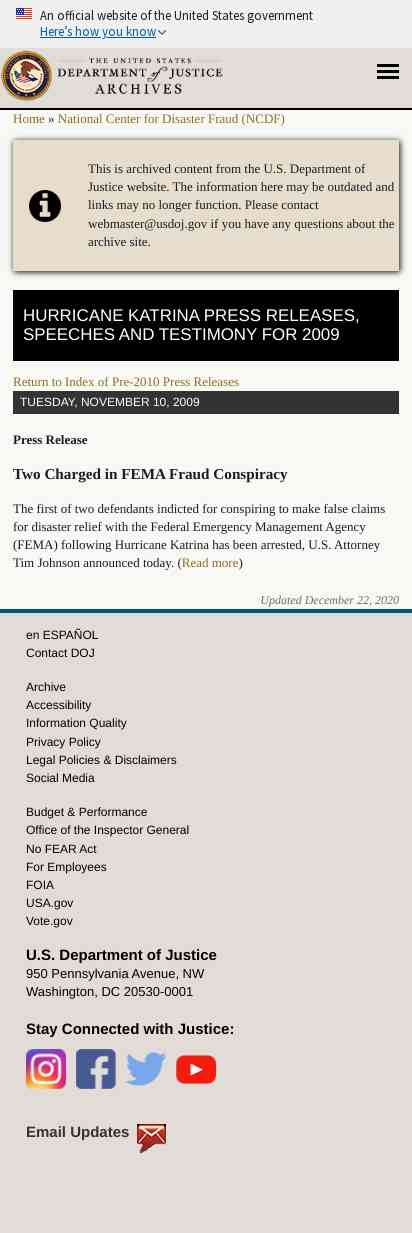 An official website of the United States government
Here's how you know
THE UNITED STATES
DEPARTMENT of JUSTICE
ARCHIVES
Home » National Center for Disaster Fraud (NCDF)
This is archived content from the U.S. Department of
Justice website. The information here may be outdated and
links may no longer function. Please contact
webmaster@usdoj.gov if you have any questions about the
archive site.
HURRICANE KATRINA PRESS RELEASES,
SPEECHES AND TESTIMONY FOR 2009
Return to Index of Pre-2010 Press Releases
TUESDAY, NOVEMBER 10, 2009
Press Release
Two Charged in FEMA Fraud Conspiracy
The first of two defendants indicted for conspiring to make false claims
for disaster relief with the Federal Emergency Management Agency
(FEMA) following Hurricane Katrina has been arrested, U.S. Attorney
Tim Johnson announced today. (Read more)
Updated December 22, 2020
en ESPAÑOL
Contact DOJ
Archive
Accessibility
Information Quality
Privacy Policy
Legal Policies & Disclaimers
Social Media
Budget & Performance
Office of the Inspector General
No FEAR Act
For Employees
FOIA
USA.gov
Vote.gov
U.S. Department of Justice
950 Pennsylvania Avenue, NW
Washington, DC 20530-0001
Stay Connected with Justice:
Email Updates